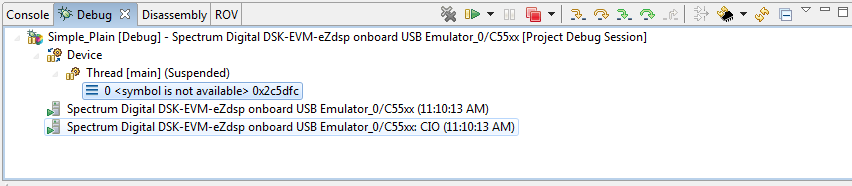 Console Debug Disassembly ROV
Simple_Plain [Debug] - Spectrum Digital DSK-EVM-eZdsp onboard USB Emulator_0/C55xx [Project Debug Session]
Device
Thread [main] (Suspended)
0 <symbol is not available> 0x2c5dfc
Spectrum Digital DSK-EVM-eZdsp onboard USB Emulator_0/C55xx (11:10:13 AM)
Spectrum Digital DSK-EVM-eZdsp onboard USB Emulator_0/C55xx: CIO (11:10:13 AM)